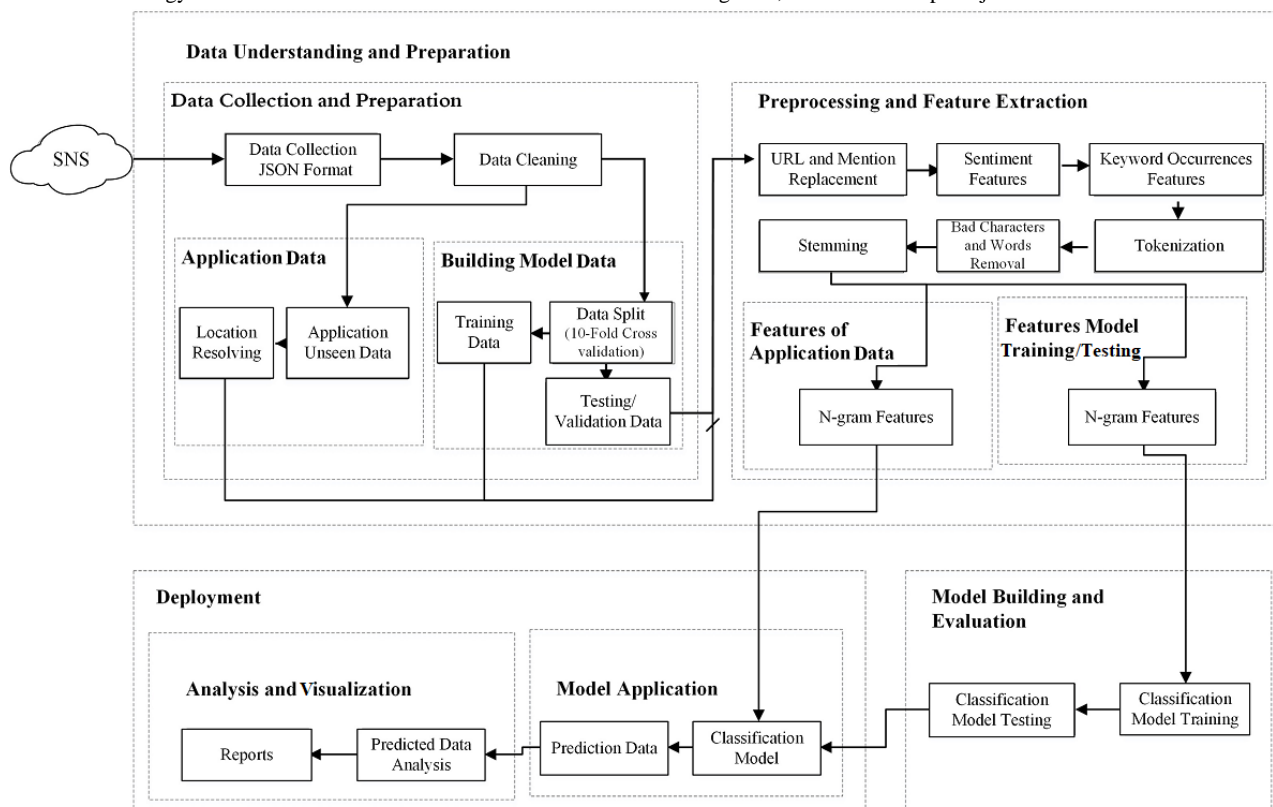 Data Understanding and Preparation
Data Collection and Preparation
SNS
Data Collection
JSON Format
Data Cleaning
Application Data
Location
Resolving
Application
Unseen Data
Building Model Data
Training
Data
Data Split
(10-Fold Cross
validation)
Testing/
Validation Data
Preprocessing and Feature Extraction
URL and Mention
Replacement
Sentiment
Features
Keyword Occurrences
Features
Stemming
Bad Characters
and Words
Removal
Tokenization
Features of
Application Data
N-gram Features
Features Model
Training/Testing
N-gram Features
Deployment
Analysis and Visualization
Reports
Predicted Data
Analysis
Model Application
Prediction Data
Classification
Model
Model Building and
Evaluation
Classification
Model Testing
Classification
Model Training